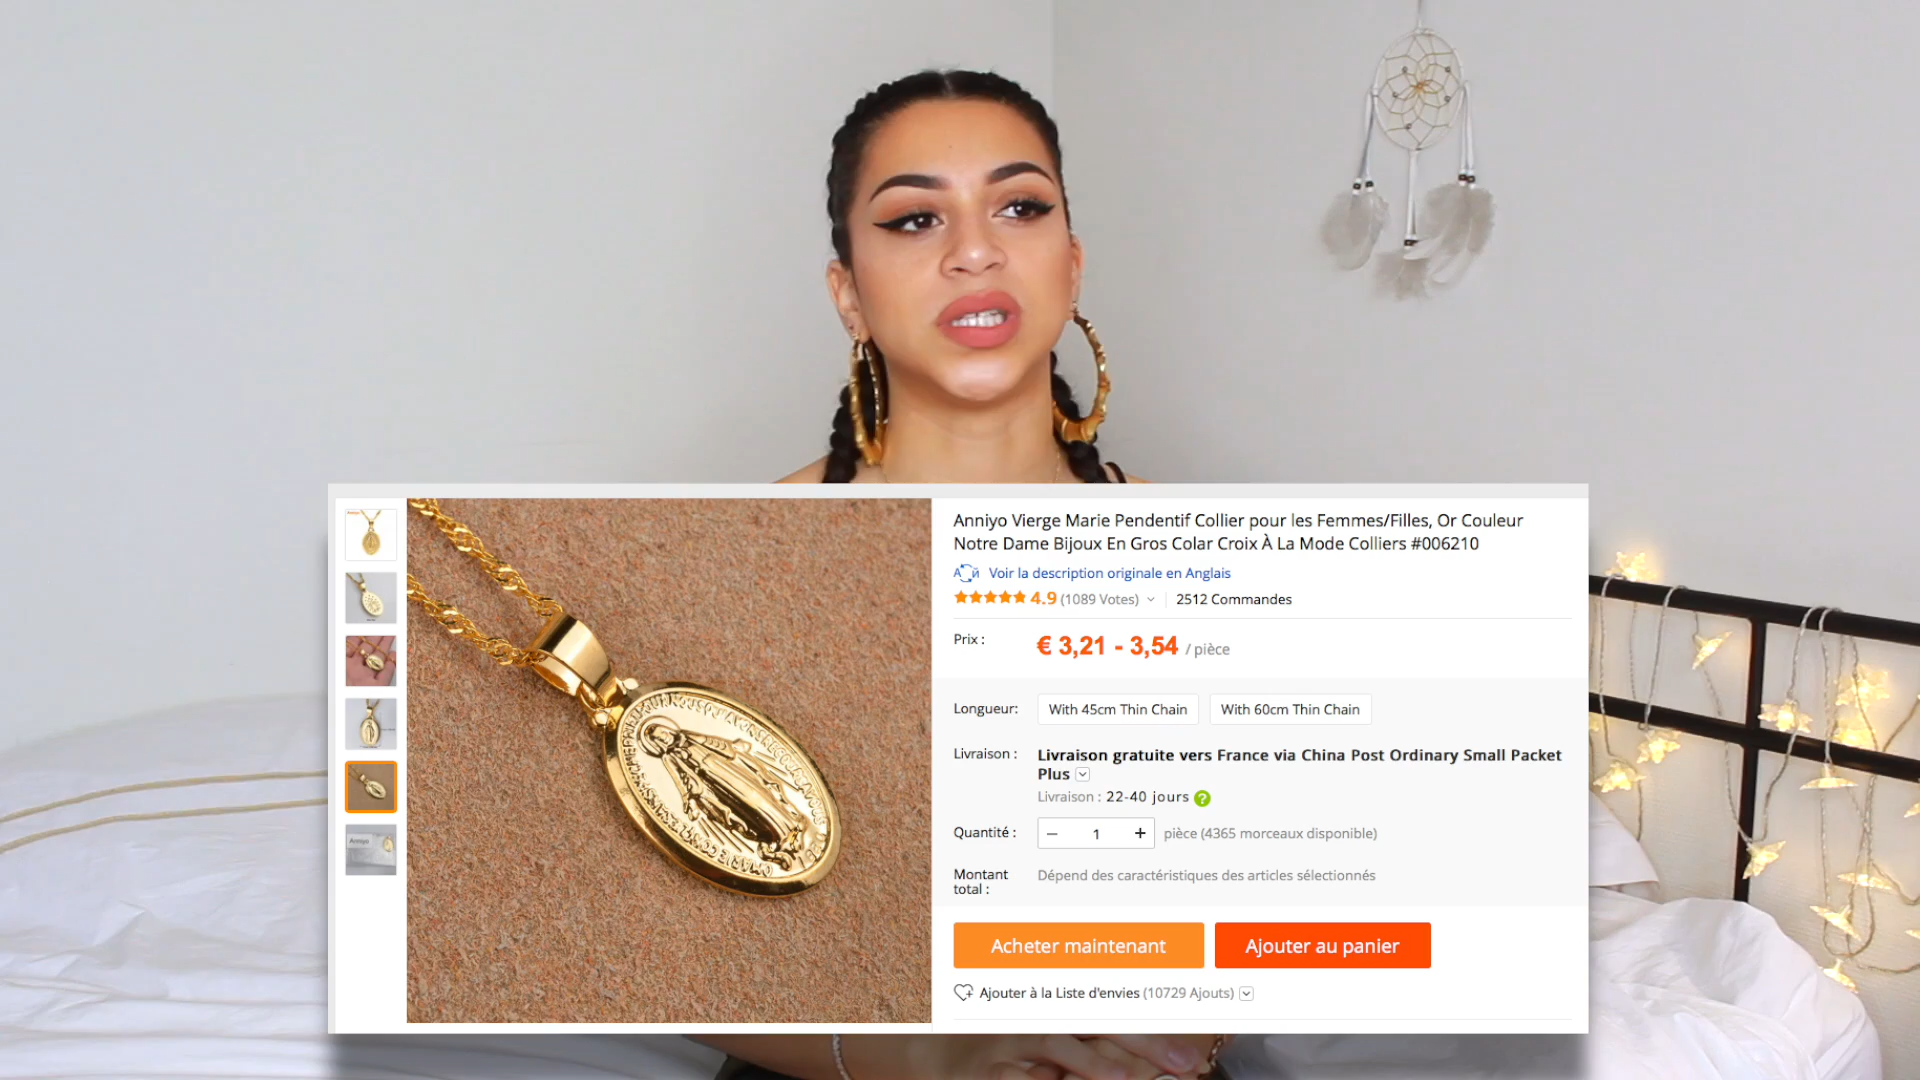 Anniyo Vierge Marie Pendentif Collier pour les Femmes/Filles, Or Couleur
Notre Dame Bijoux En Gros Colar Croix À La Mode Colliers #006210
Voir la description originale en Anglais
4.9 (1089 Votes) 2512 Commandes
Prix : € 3,21 - 3,54 / pièce
Longueur: With 45cm Thin Chain With 60cm Thin Chain
Livraison : Livraison gratuite vers France via China Post Ordinary Small Packet
Plus
Livraison : 22-40 jours ?
Quantité : − 1 + pièce (4365 morceaux disponible)
Montant
total : Dépend des caractéristiques des articles sélectionnés
Acheter maintenant Ajouter au panier
Ajouter à la Liste d'envies (10729 Ajouts)
Anniyo